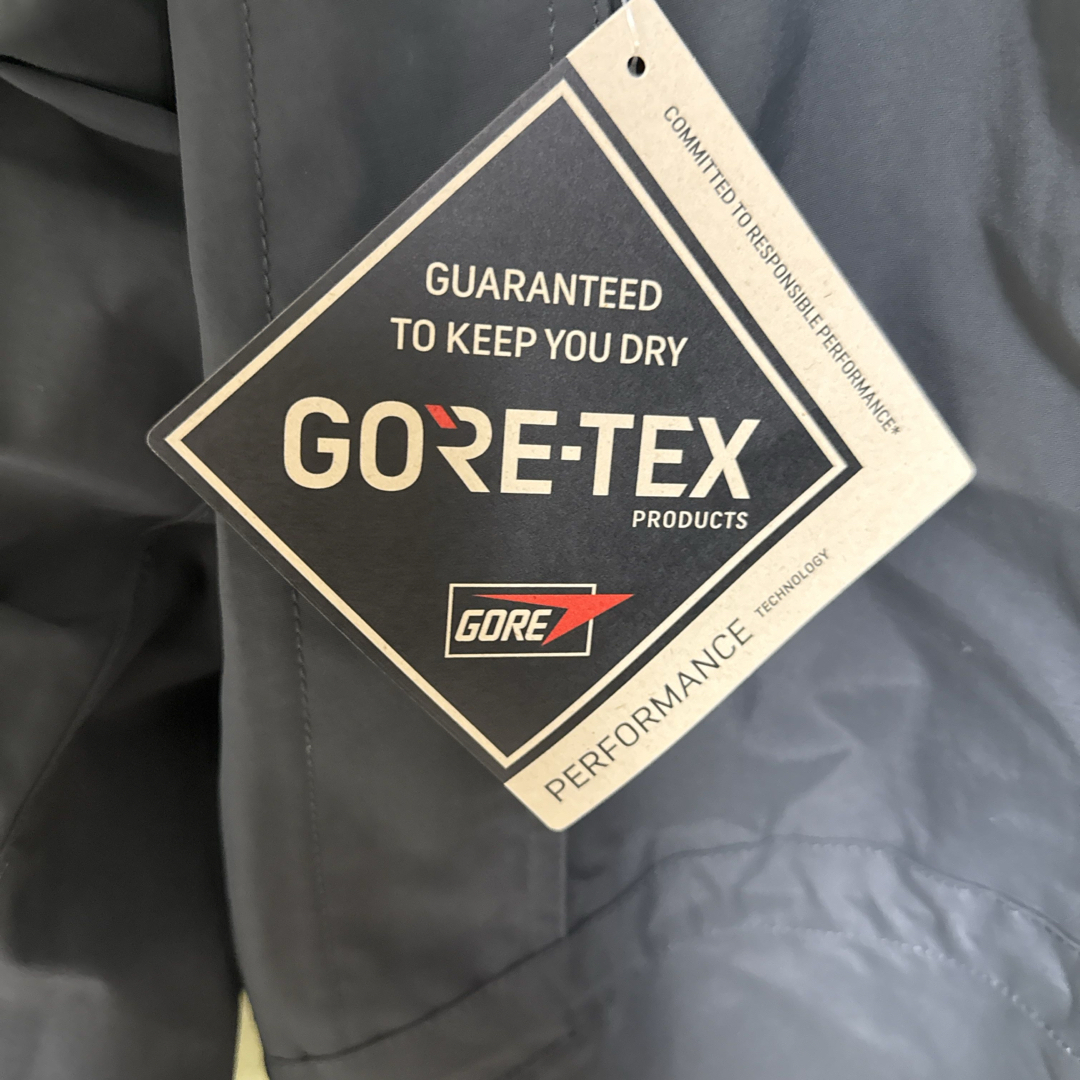 GUARANTEED
TO KEEP YOU DRY
GORE-TEX
PRODUCTS
GORE
COMMITTED TO RESPONSIBLE PERFORMANCE*
PERFORMANCE TECHNOLOGY